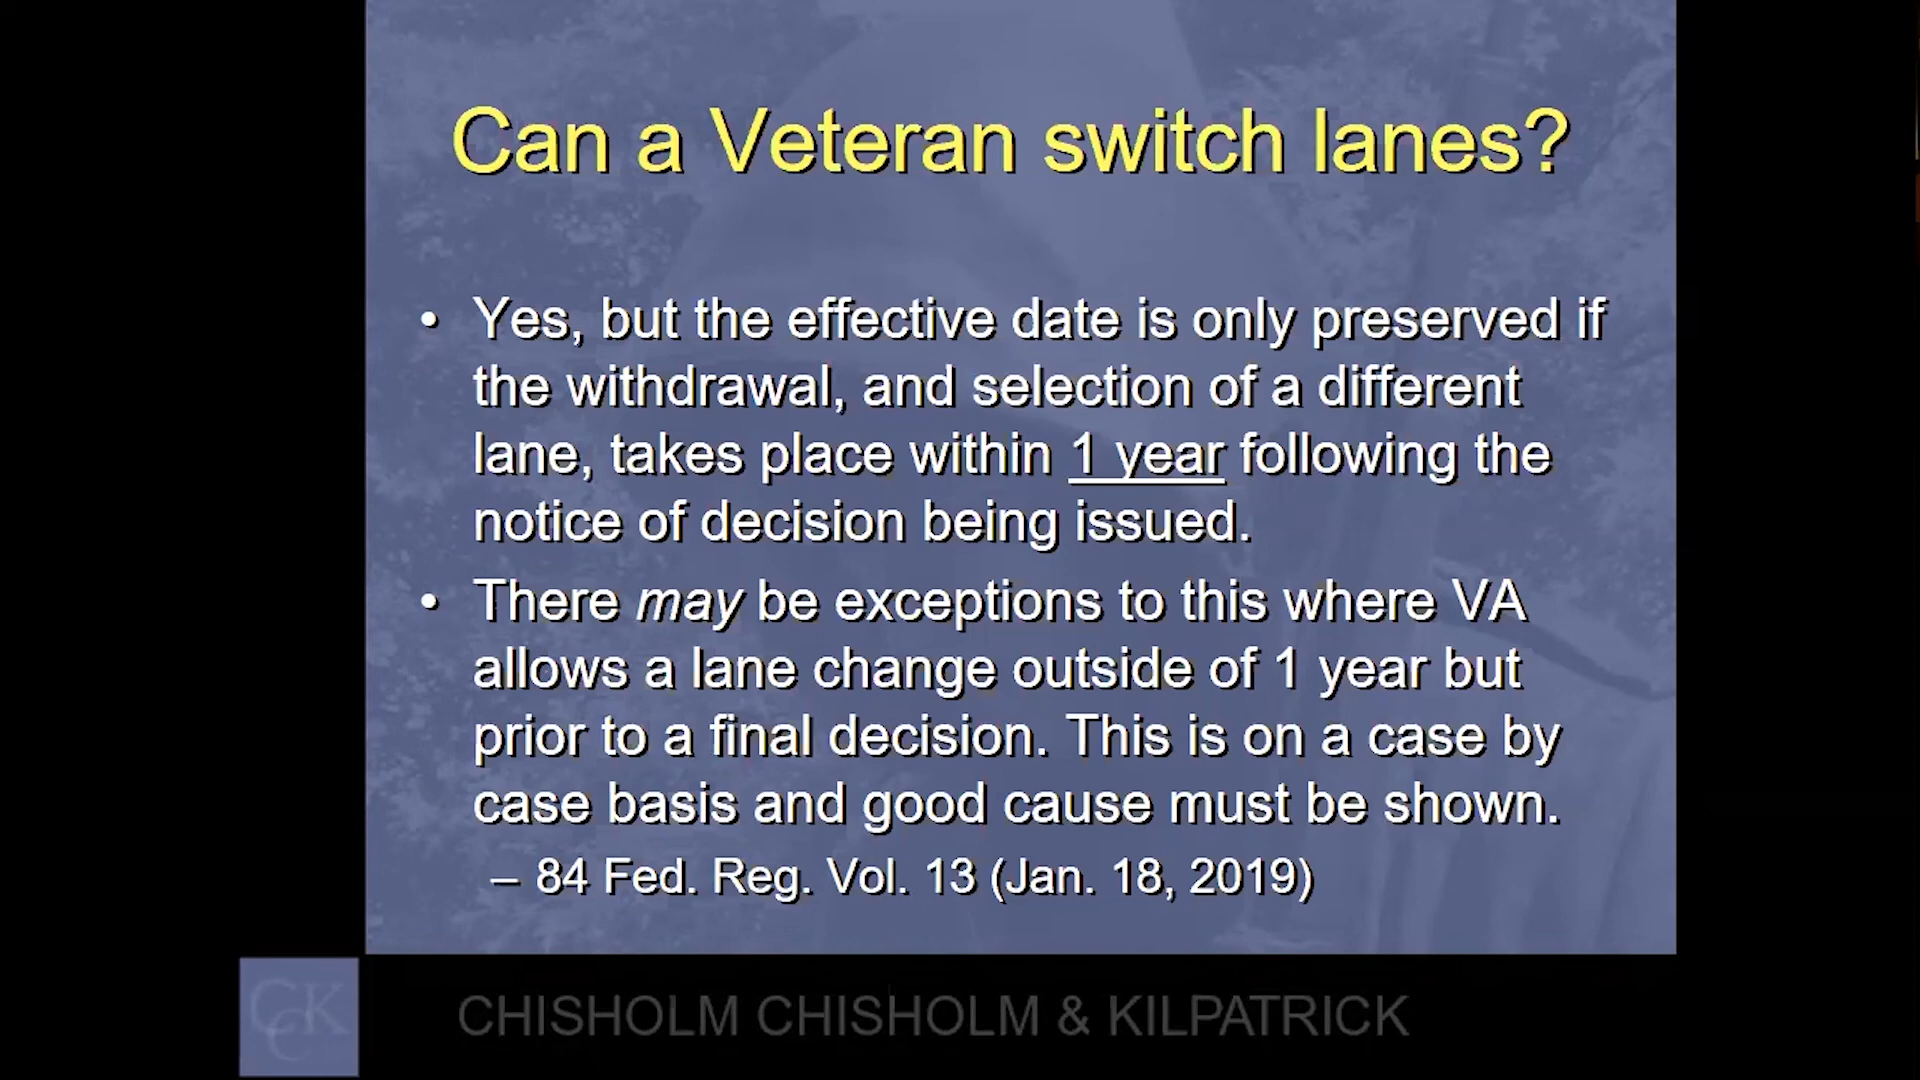 Can a Veteran switch lanes?
• Yes, but the effective date is only preserved if
the withdrawal, and selection of a different
lane, takes place within 1 year following the
notice of decision being issued.
• There may be exceptions to this where VA
allows a lane change outside of 1 year but
prior to a final decision. This is on a case by
case basis and good cause must be shown.
– 84 Fed. Reg. Vol. 13 (Jan. 18, 2019)
CCK
CHISHOLM CHISHOLM & KILPATRICK